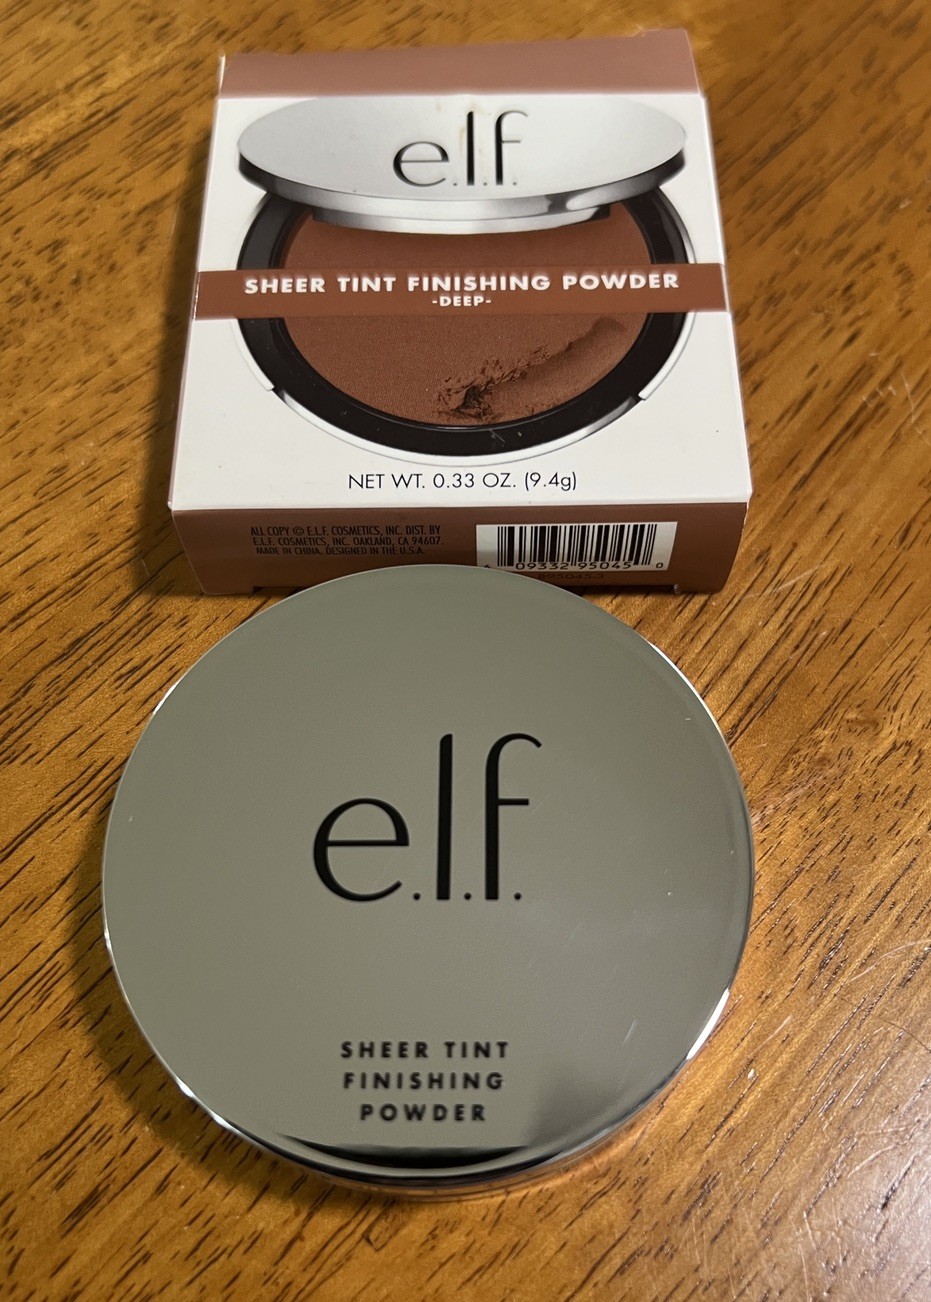 e.l.f.
SHEER TINT FINISHING POWDER
-DEEP-
NET WT. 0.33 OZ. (9.4g)
ALL COPY © E.L.F. COSMETICS, INC. DIST. BY
E.L.F. COSMETICS, INC. OAKLAND, CA 94607.
MADE IN CHINA. DESIGNED IN THE U.S.A.
09332 95045 0
e.l.f.
SHEER TINT
FINISHING
POWDER